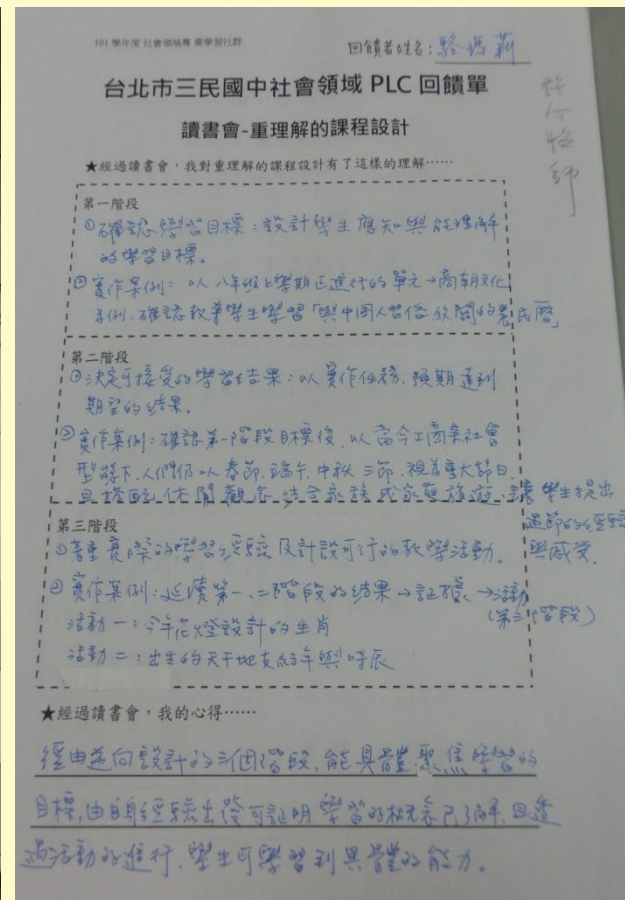 101 學年度 社會領域專業學習社群
回饋者姓名：駱瑪莉
台北市三民國中社會領域 PLC 回饋單
讀書會-重理解的課程設計
★經過讀書會，我對重理解的課程設計有了這樣的理解⋯⋯
第一階段
①確認學習目標：設計學生應知與能理解
的學習目標。
②實作案例：以八年級上學期已進行的單元→商朝文化
為例．確認教導學生學習「與中國人習俗攸關的農民曆」
第二階段
①決定可接受的學習結果：以實作任務．預期達到
期望的結果。
②實作案例：確認第一階段目標後．以當今工商業社會
型態下．人們仍以春節．端午．中秋三節．視為重大節日．
且搭配休閒觀念結合家族或家庭旅遊．讓學生提出
過節的經驗
與感受．
第三階段
①著重實際的學習經驗及計設可行的教學活動．
②實作案例：延續第一．二階段的結果→証據→活動
(第三階段)
活動一：今年花燈設計的生肖
活動二：出生的天干地支紀年與時辰
★經過讀書會，我的心得⋯⋯
經由逆向設計的三個階段．能具體聚焦學習的
目標．由自身經驗出發可証明學習的概念已了解．且透
過活動的進行．學生可學習到具體的能力。